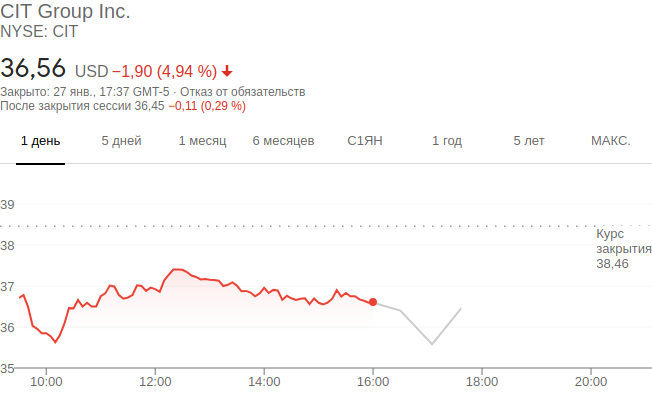 CIT Group Inc.
NYSE: CIT
36,56 USD −1,90 (4,94 %)
Закрыто: 27 янв., 17:37 GMT-5 · Отказ от обязательств
После закрытия сессии 36,45 −0,11 (0,29 %)
1 день 5 дней 1 месяц 6 месяцев С1ЯН 1 год 5 лет МАКС.
39
Курс
закрытия
38,46
38
37
36
35
10:00 12:00 14:00 16:00 18:00 20:00